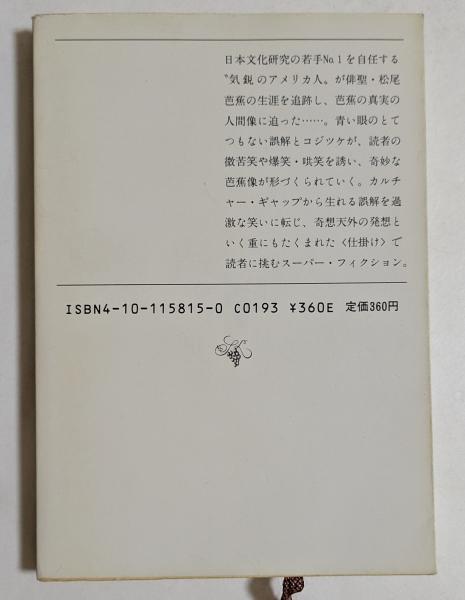 日本文化研究の若手No.1を自任する
〝気鋭のアメリカ人〟が俳聖・松尾
芭蕉の生涯を追跡し、芭蕉の真実の
人間像に迫った……。青い眼のとて
つもない誤解とコジツケが、読者の
微苦笑や爆笑・哄笑を誘い、奇妙な
芭蕉像が形づくられていく。カルチ
ャー・ギャップから生れる誤解を過
激な笑いに転じ、奇想天外の発想と
いく重にもたくまれた〈仕掛け〉で
読者に挑むスーパー・フィクション。
ISBN4-10-115815-0 C0193 ¥360E 定価360円